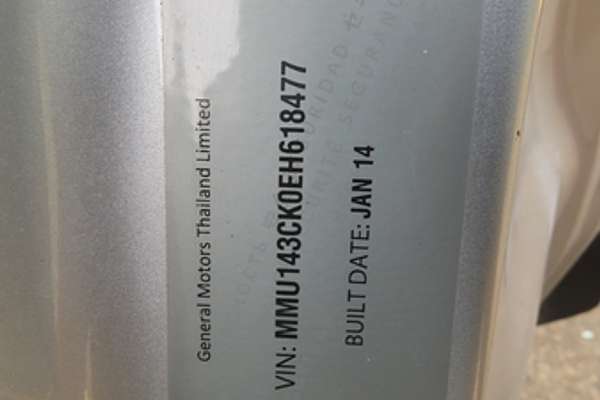 General Motors Thailand Limited
VIN: MMU143CK0EH618477
BUILT DATE: JAN 14